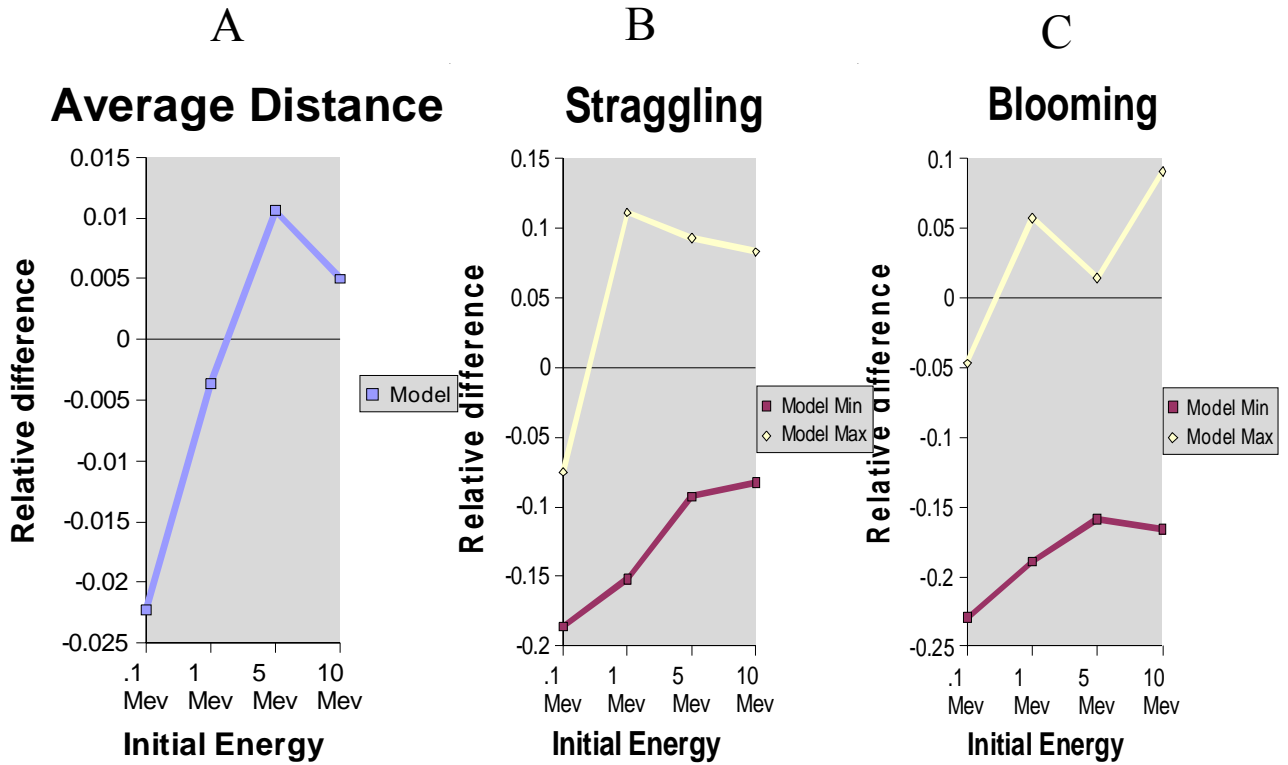 A
Average Distance
0.015
0.01
0.005
0
-0.005
-0.01
-0.015
-0.02
-0.025
Relative difference
.1 Mev
1 Mev
5 Mev
10 Mev
Initial Energy
Model
B
Straggling
0.15
0.1
0.05
0
-0.05
-0.1
-0.15
-0.2
Relative difference
.1 Mev
1 Mev
5 Mev
10 Mev
Initial Energy
Model Min
Model Max
C
Blooming
0.1
0.05
0
-0.05
-0.1
-0.15
-0.2
-0.25
Relative difference
.1 Mev
1 Mev
5 Mev
10 Mev
Initial Energy
Model Min
Model Max